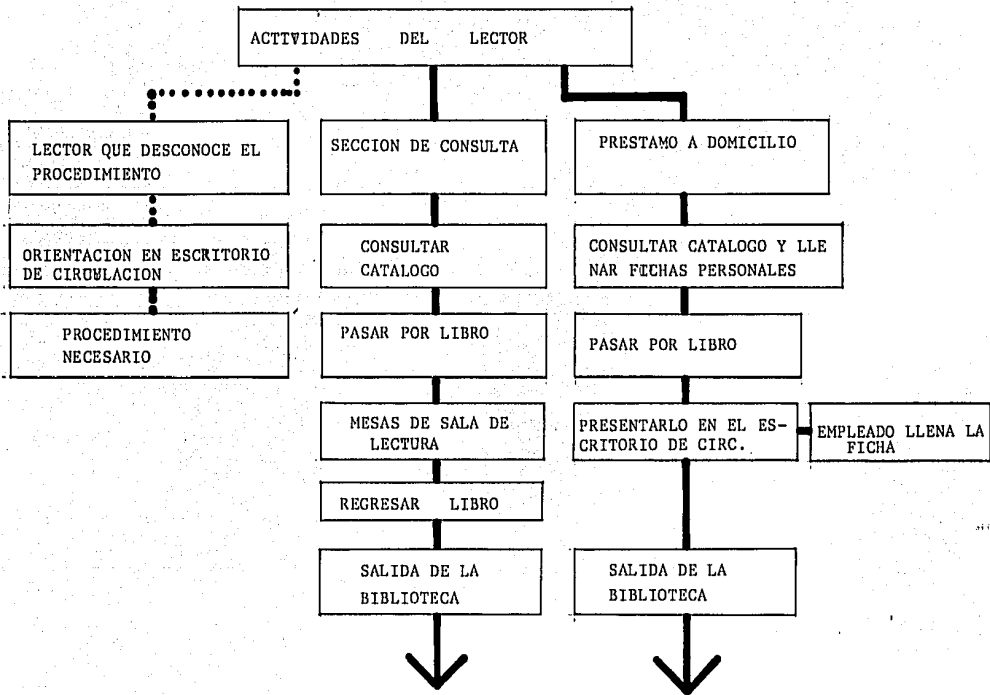 ACTIVIDADES DEL LECTOR
LECTOR QUE DESCONOCE EL
PROCEDIMIENTO
ORIENTACION EN ESCRITORIO
DE CIRCULACION
PROCEDIMIENTO
NECESARIO
SECCION DE CONSULTA
CONSULTAR
CATALOGO
PASAR POR LIBRO
MESAS DE SALA DE
LECTURA
REGRESAR LIBRO
SALIDA DE LA
BIBLIOTECA
PRESTAMO A DOMICILIO
CONSULTAR CATALOGO Y LLE
NAR FICHAS PERSONALES
PASAR POR LIBRO
PRESENTARLO EN EL ES-
CRITORIO DE CIRC.
EMPLEADO LLENA LA
FICHA
SALIDA DE LA
BIBLIOTECA